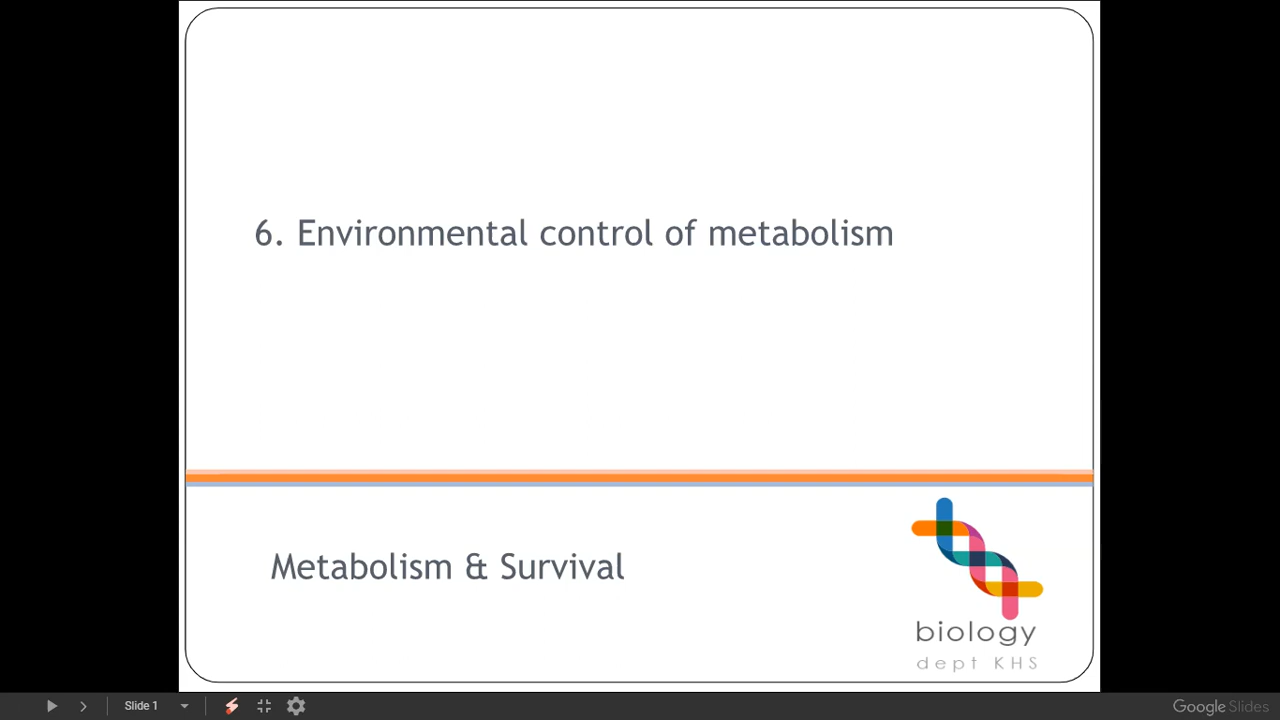 6. Environmental control of metabolism
Metabolism & Survival
biology
dept KHS
Slide 1
Google Slides